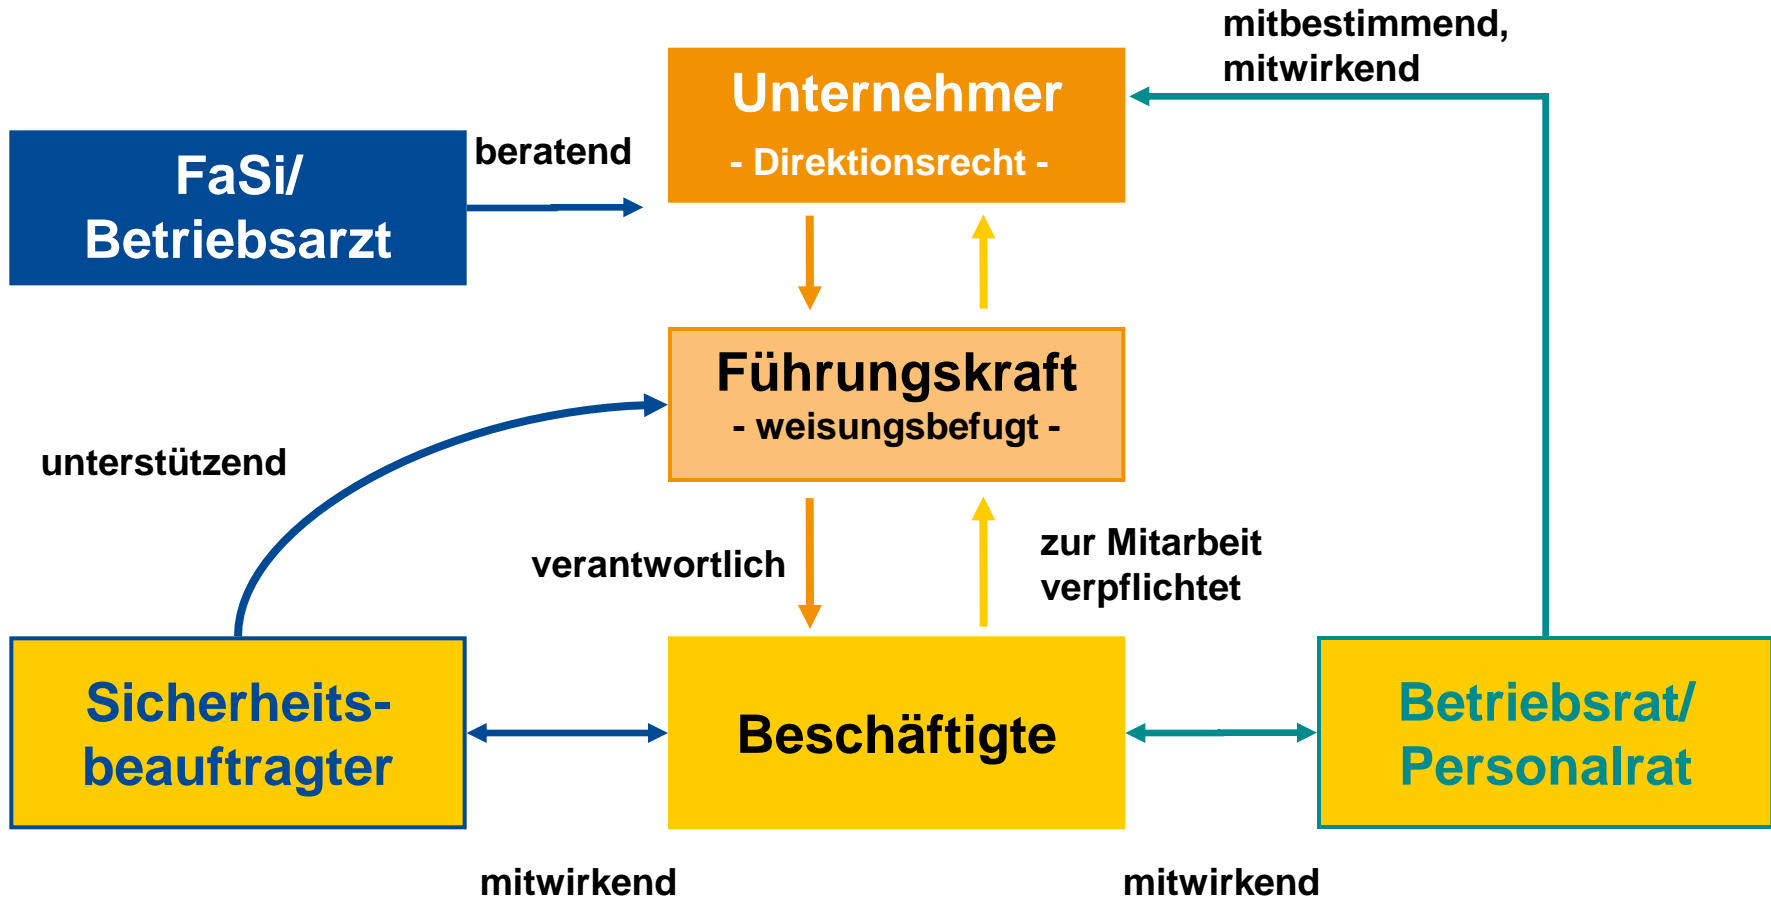 mitbestimmend,
mitwirkend
Unternehmer
- Direktionsrecht -
beratend
FaSi/
Betriebsarzt
Führungskraft
- weisungsbefugt -
unterstützend
verantwortlich
zur Mitarbeit
verpflichtet
Sicherheits-
beauftragter
Beschäftigte
Betriebsrat/
Personalrat
mitwirkend
mitwirkend